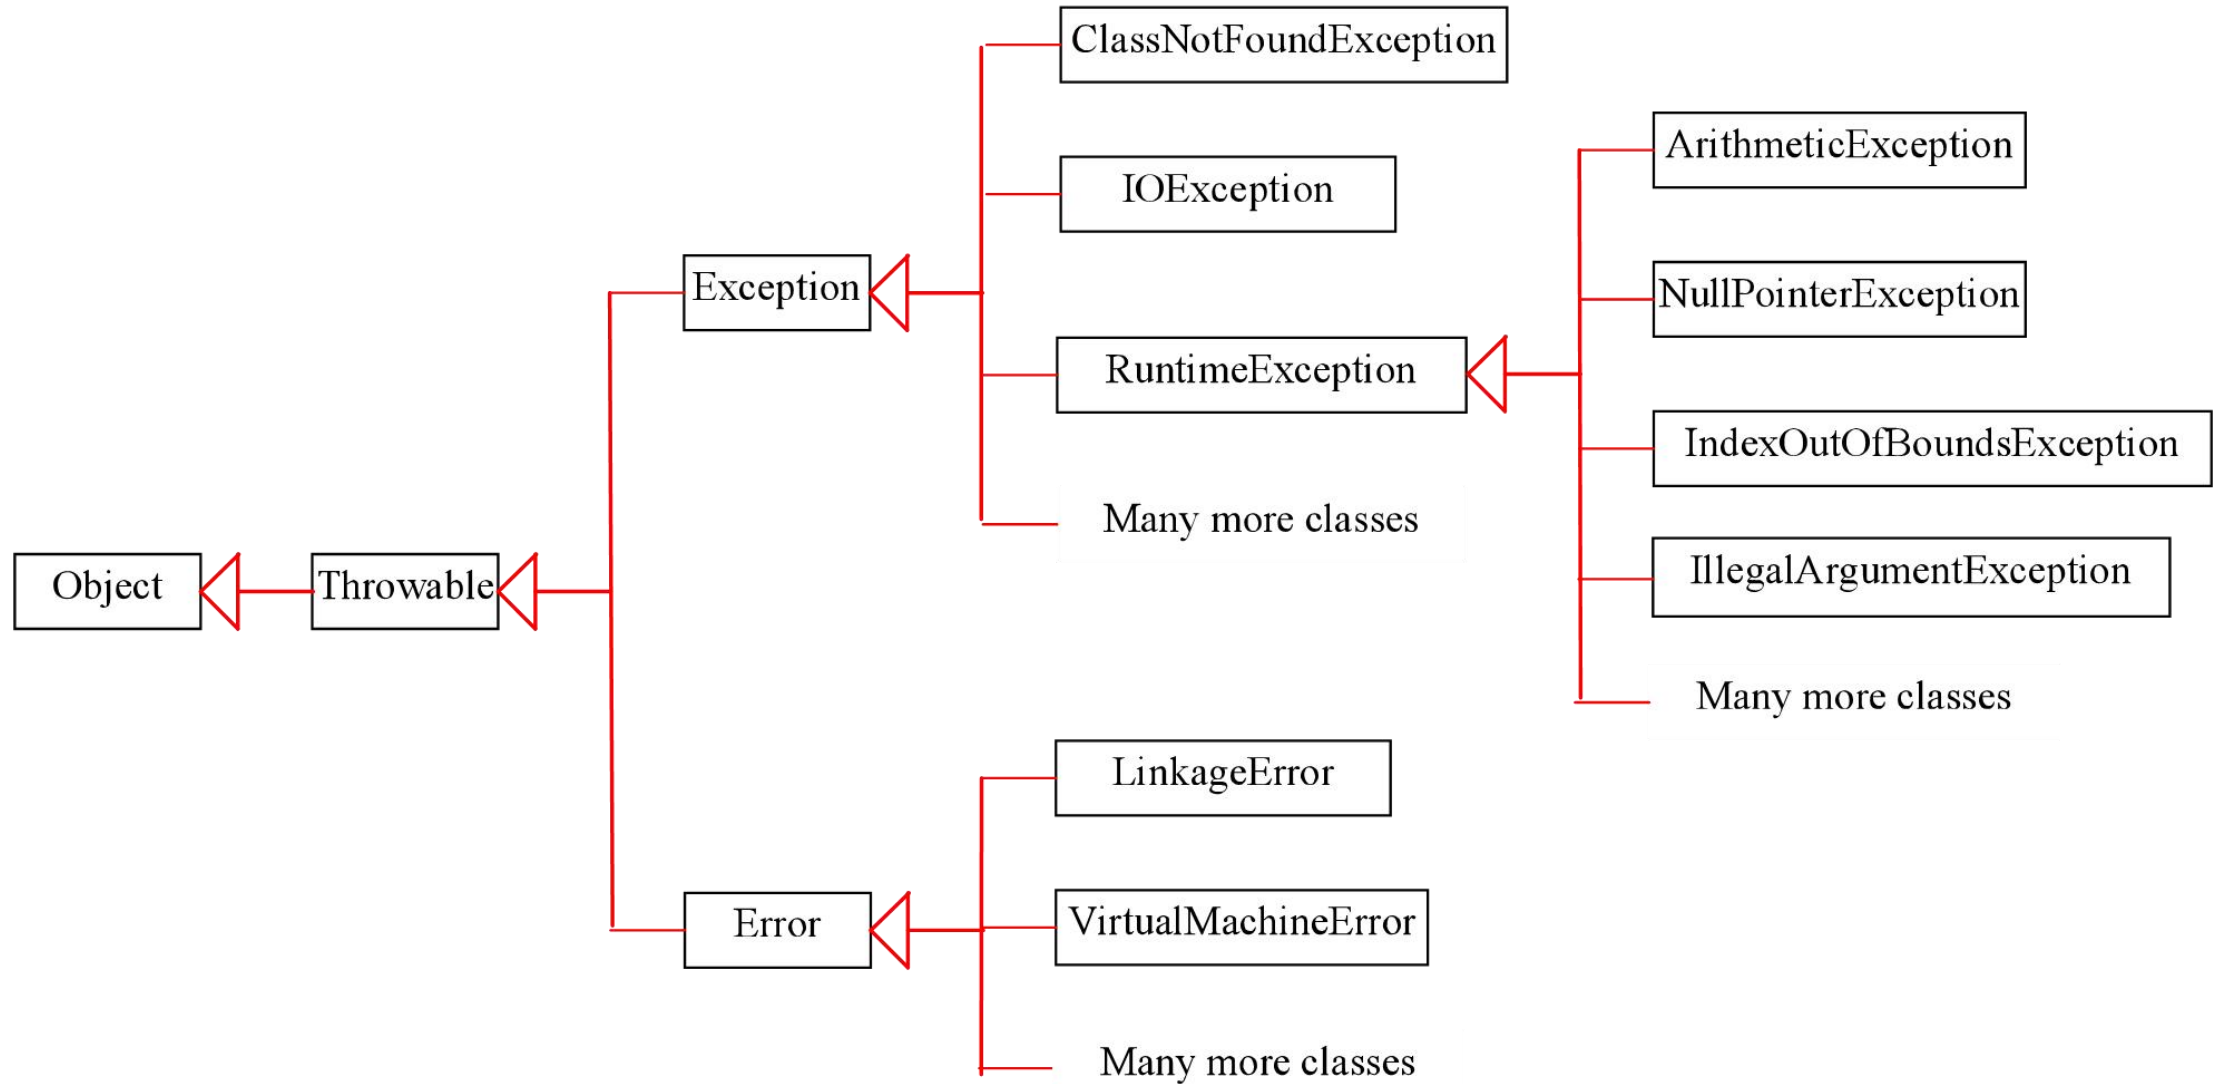 ClassNotFoundException
ArithmeticException
IOException
Exception
NullPointerException
RuntimeException
IndexOutOfBoundsException
Many more classes
Object
Throwable
IllegalArgumentException
Many more classes
LinkageError
Error
VirtualMachineError
Many more classes